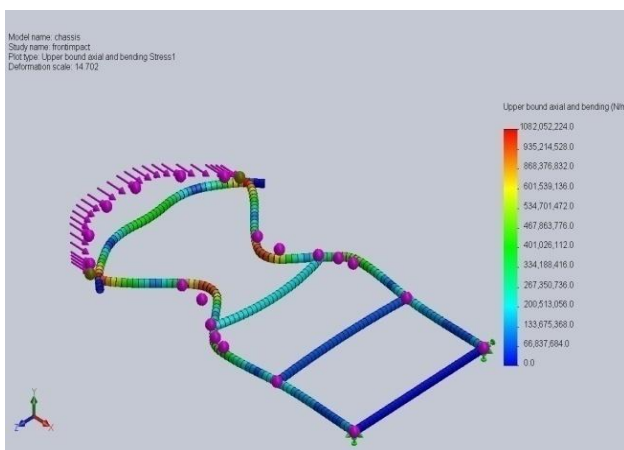 Model name: chassis
Study name: frontimpact
Plot type: Upper bound axial and bending Stress1
Deformation scale: 14.702
Upper bound axial and bending (N/m
1082,052,224.0
935,214,528.0
868,376,832.0
601,539,136.0
534,701,472.0
467,863,776.0
401,026,112.0
334,188,416.0
267,350,736.0
200,513,056.0
133,675,368.0
66,837,684.0
0.0
Y
Z
X